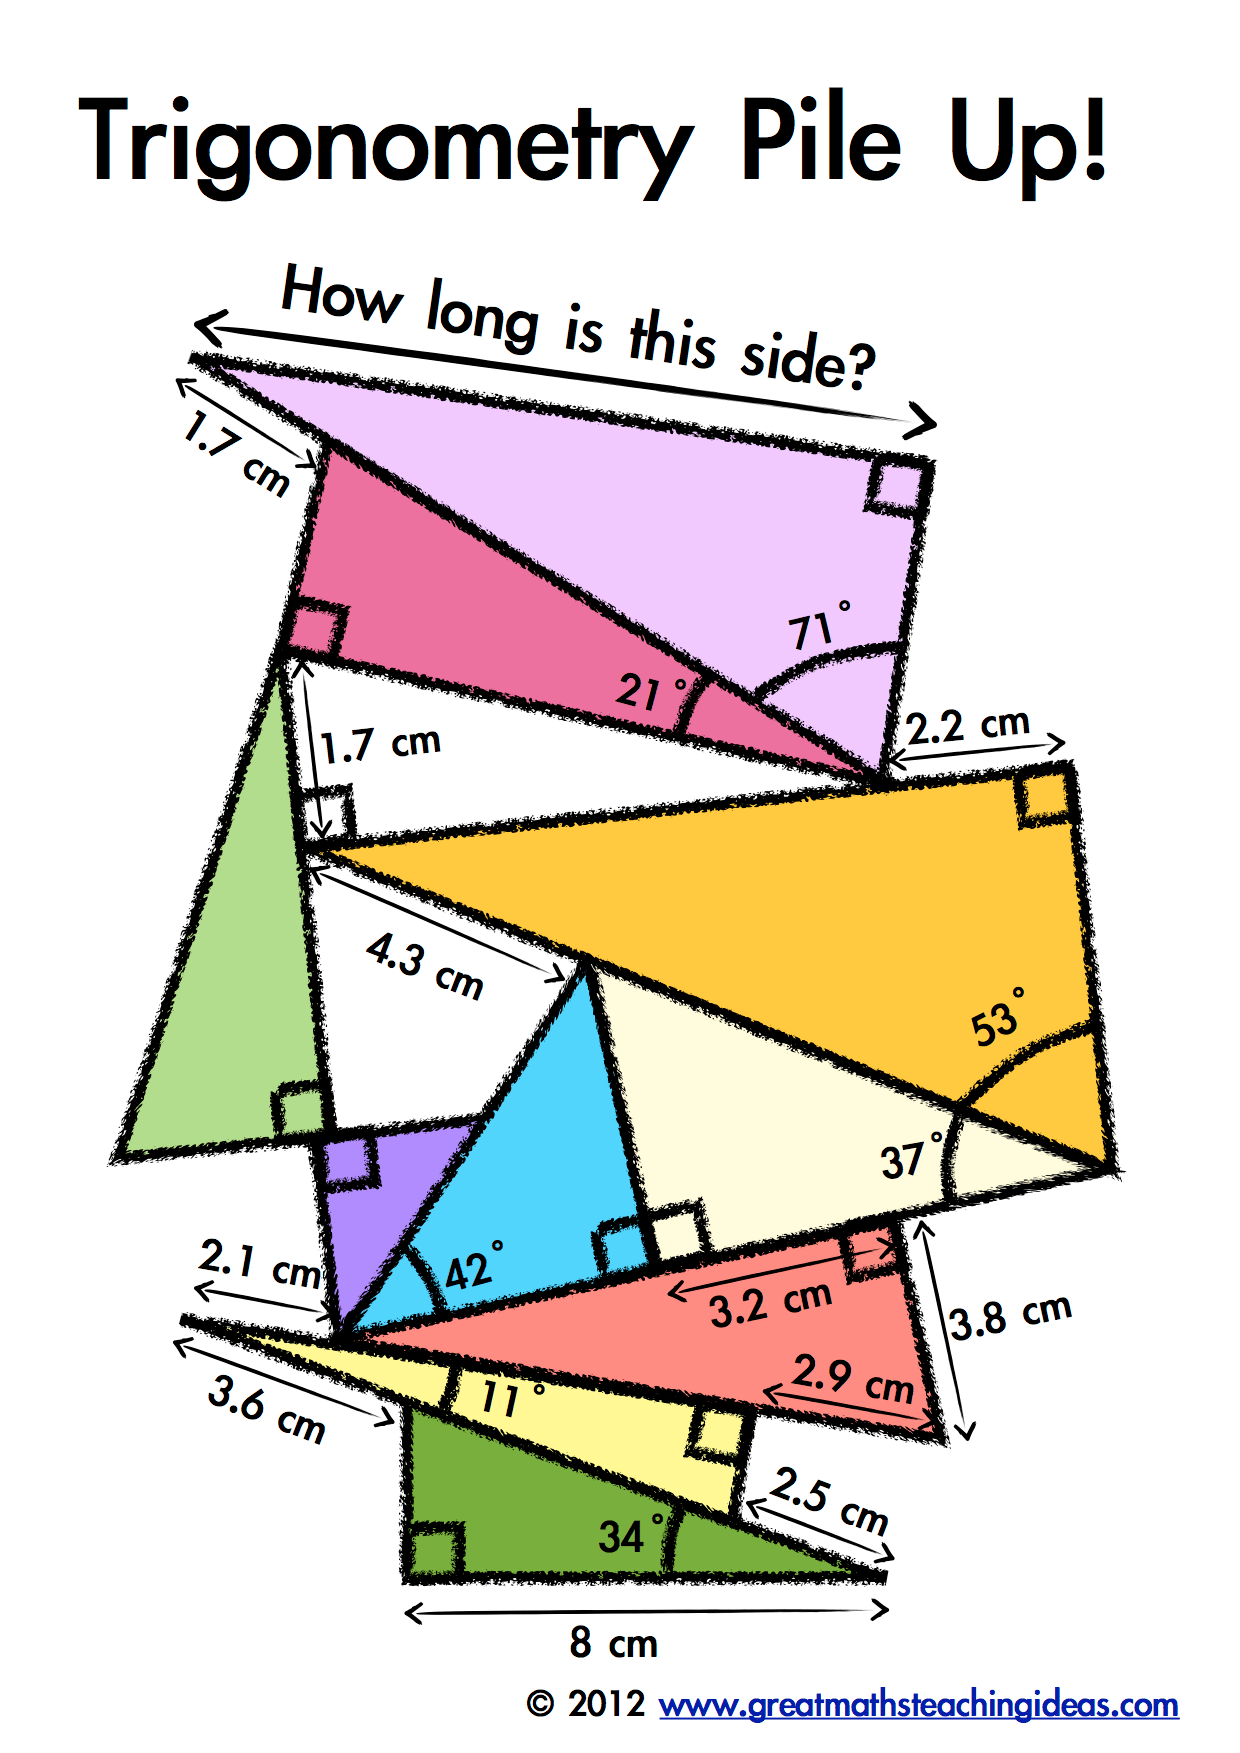 Trigonometry Pile Up!
How long is this side?
1.7 cm
71°
21°
2.2 cm
1.7 cm
4.3 cm
53°
37°
42°
2.1 cm
3.2 cm
3.8 cm
2.9 cm
3.6 cm
11°
2.5 cm
34°
8 cm
© 2012 www.greatmathsteachingideas.com